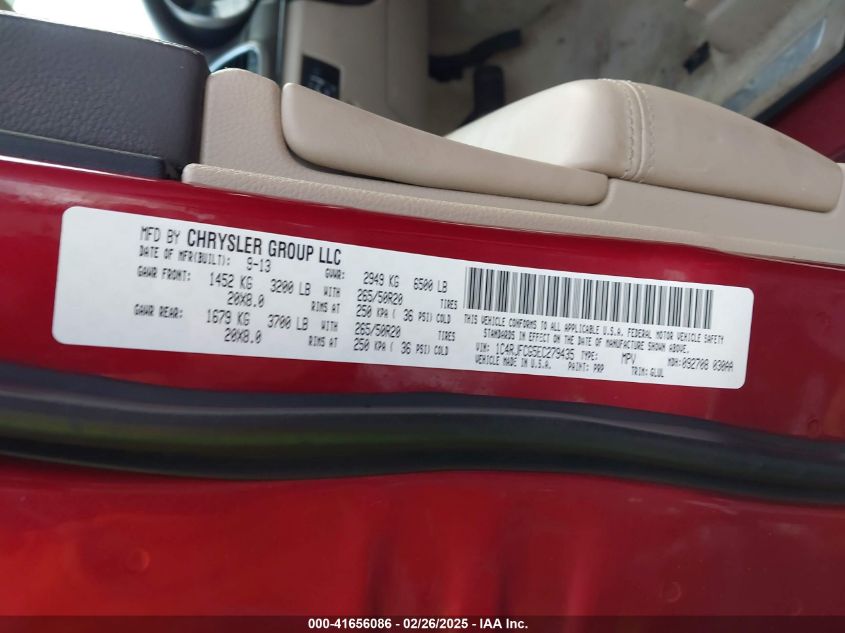 MFD BY CHRYSLER GROUP LLC
DATE OF MFR(BUILT): 9-13 GVWR: 2949 KG 6500 LB
GAWR FRONT: 1452 KG 3200 LB WITH 265/50R20 TIRES
20X8.0 RIMS AT 250 KPA ( 36 PSI) COLD
GAWR REAR: 1679 KG 3700 LB WITH 265/50R20 TIRES
20X8.0 RIMS AT 250 KPA ( 36 PSI) COLD
THIS VEHICLE CONFORMS TO ALL APPLICABLE U.S.A. FEDERAL MOTOR VEHICLE SAFETY
STANDARDS IN EFFECT ON THE DATE OF MANUFACTURE SHOWN ABOVE.
VIN: 1C4RJFCG5EC279435 TYPE: MPV MDH:092708 030AA
VEHICLE MADE IN U.S.A. PAINT: PRP TRIM: GLUL
000-41656086 - 02/26/2025 - IAA Inc.